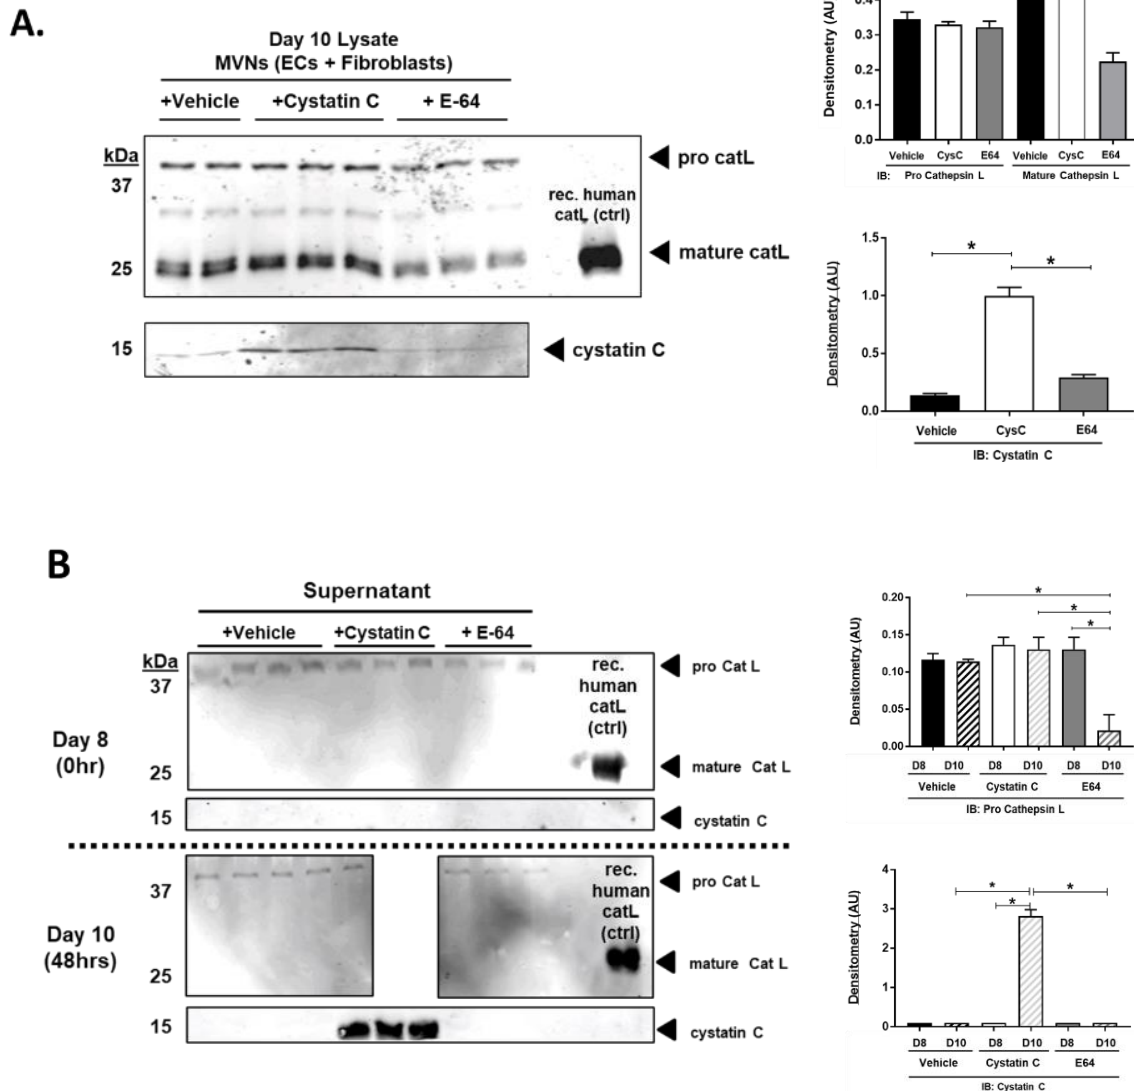 A.
Day 10 Lysate
MVNs (ECs + Fibroblasts)
+Vehicle +Cystatin C + E-64
kDa
37
25
15
rec. human
catL (ctrl)
pro catL
mature catL
cystatin C
Densitometry (AU)
0.4
0.3
0.2
0.1
0.0
Vehicle CysC E64 Vehicle CysC E64
IB: Pro Cathepsin L Mature Cathepsin L
Densitometry (AU)
1.5
1.0
0.5
0.0
* *
Vehicle CysC E64
IB: Cystatin C
B
Supernatant
+Vehicle +Cystatin C + E-64
kDa
37
25
15
Day 8
(0hr)
rec.
human
catL
(ctrl)
pro Cat L
mature Cat L
cystatin C
37
25
15
Day 10
(48hrs)
rec.
human
catL
(ctrl)
pro Cat L
mature Cat L
cystatin C
Densitometry (AU)
0.20
0.15
0.10
0.05
0.00
*
*
*
D8 D10 D8 D10 D8 D10
Vehicle Cystatin C E64
IB: Pro Cathepsin L
Densitometry (AU)
4
3
2
1
0
* *
*
D8 D10 D8 D10 D8 D10
Vehicle Cystatin C E64
IB: Cystatin C